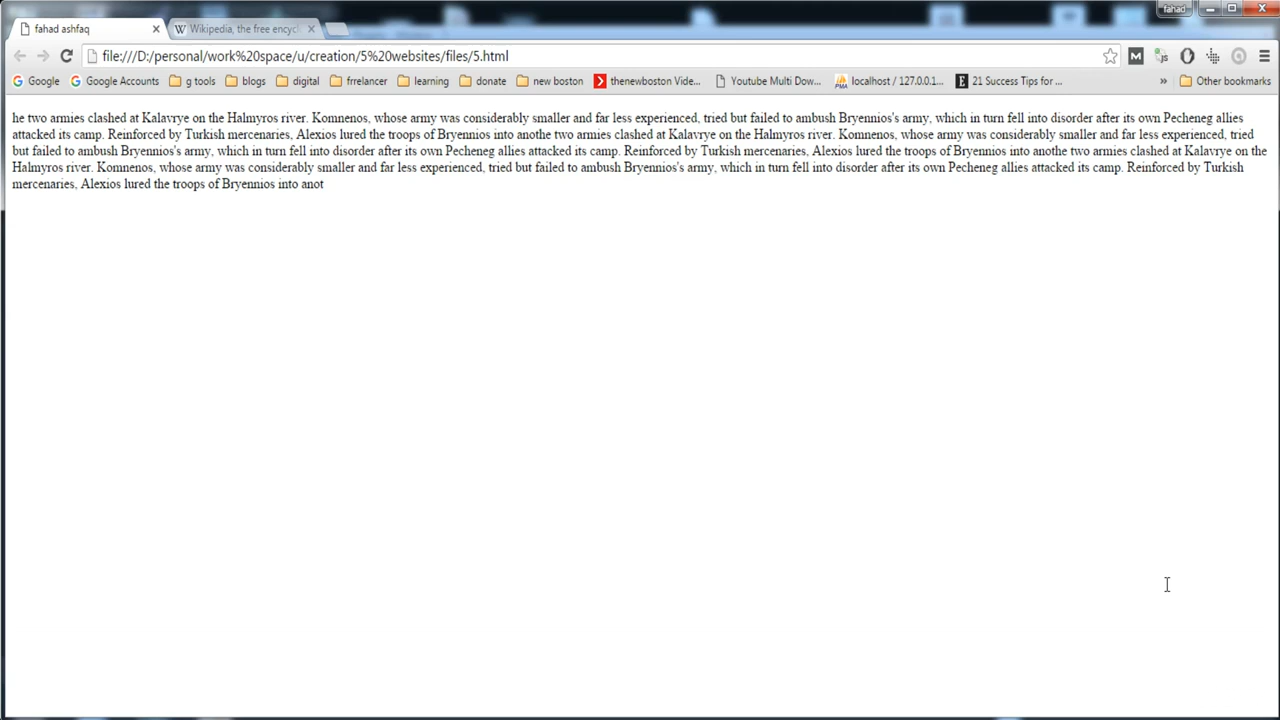 fahad
fahad ashfaq
Wikipedia, the free encycl
file:///D:/personal/work%20space/u/creation/5%20websites/files/5.html
Google Google Accounts g tools blogs digital frrelancer learning donate new boston thenewboston Vide... Youtube Multi Dow... localhost / 127.0.0.1... 21 Success Tips for ... » Other bookmarks
he two armies clashed at Kalavrye on the Halmyros river. Komnenos, whose army was considerably smaller and far less experienced, tried but failed to ambush Bryennios's army, which in turn fell into disorder after its own Pecheneg allies
attacked its camp. Reinforced by Turkish mercenaries, Alexios lured the troops of Bryennios into anothe two armies clashed at Kalavrye on the Halmyros river. Komnenos, whose army was considerably smaller and far less experienced, tried
but failed to ambush Bryennios's army, which in turn fell into disorder after its own Pecheneg allies attacked its camp. Reinforced by Turkish mercenaries, Alexios lured the troops of Bryennios into anothe two armies clashed at Kalavrye on the
Halmyros river. Komnenos, whose army was considerably smaller and far less experienced, tried but failed to ambush Bryennios's army, which in turn fell into disorder after its own Pecheneg allies attacked its camp. Reinforced by Turkish
mercenaries, Alexios lured the troops of Bryennios into anot